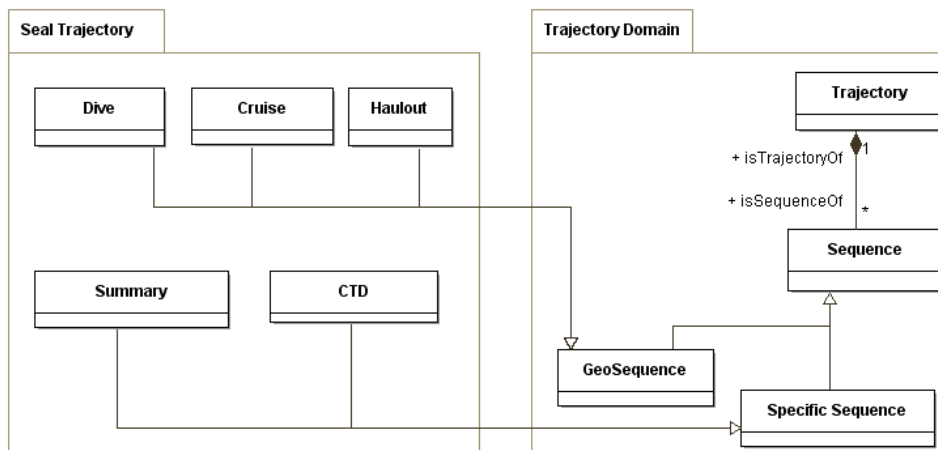 Seal Trajectory
Trajectory Domain
Dive
Cruise
Haulout
Trajectory
+ isTrajectoryOf
1
+ isSequenceOf
*
Sequence
Summary
CTD
GeoSequence
Specific Sequence